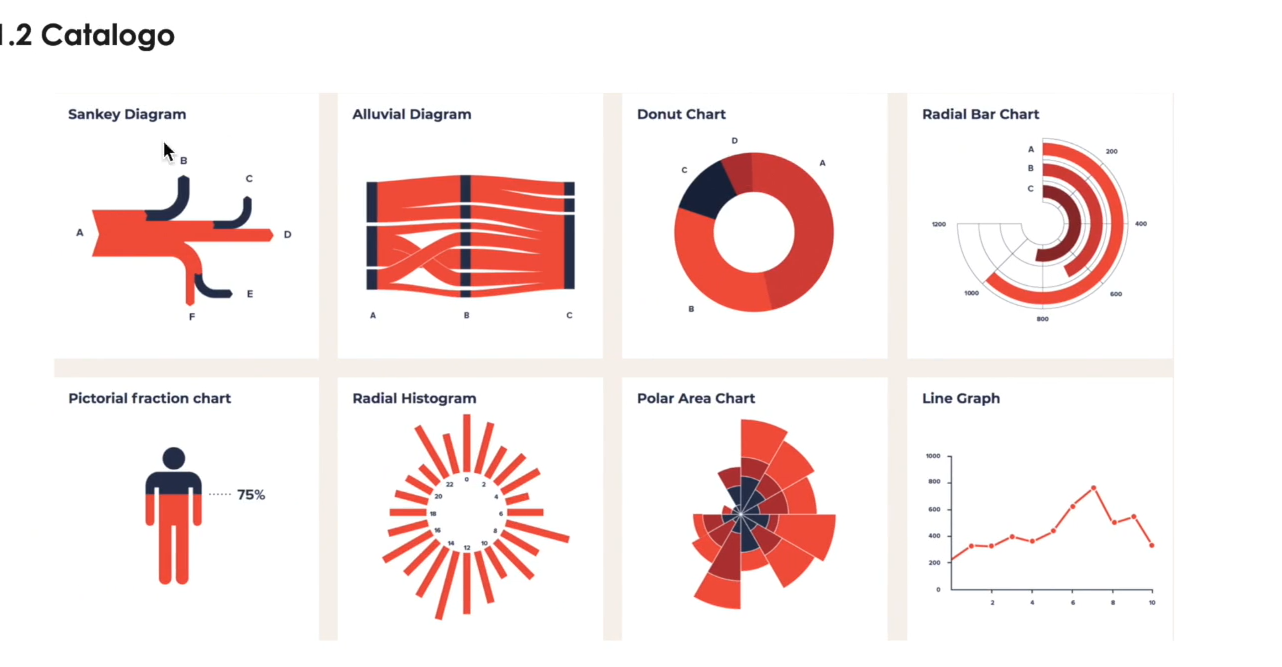 1.2 Catalogo
Sankey Diagram
B
C
A
D
E
F
Alluvial Diagram
A
B
C
Donut Chart
D
C
A
B
Radial Bar Chart
A
B
C
200
400
600
800
1000
1200
Pictorial fraction chart
75%
Radial Histogram
0
2
4
6
8
10
12
14
16
18
20
22
Polar Area Chart
Line Graph
1000
800
600
400
200
0
2
4
6
8
10